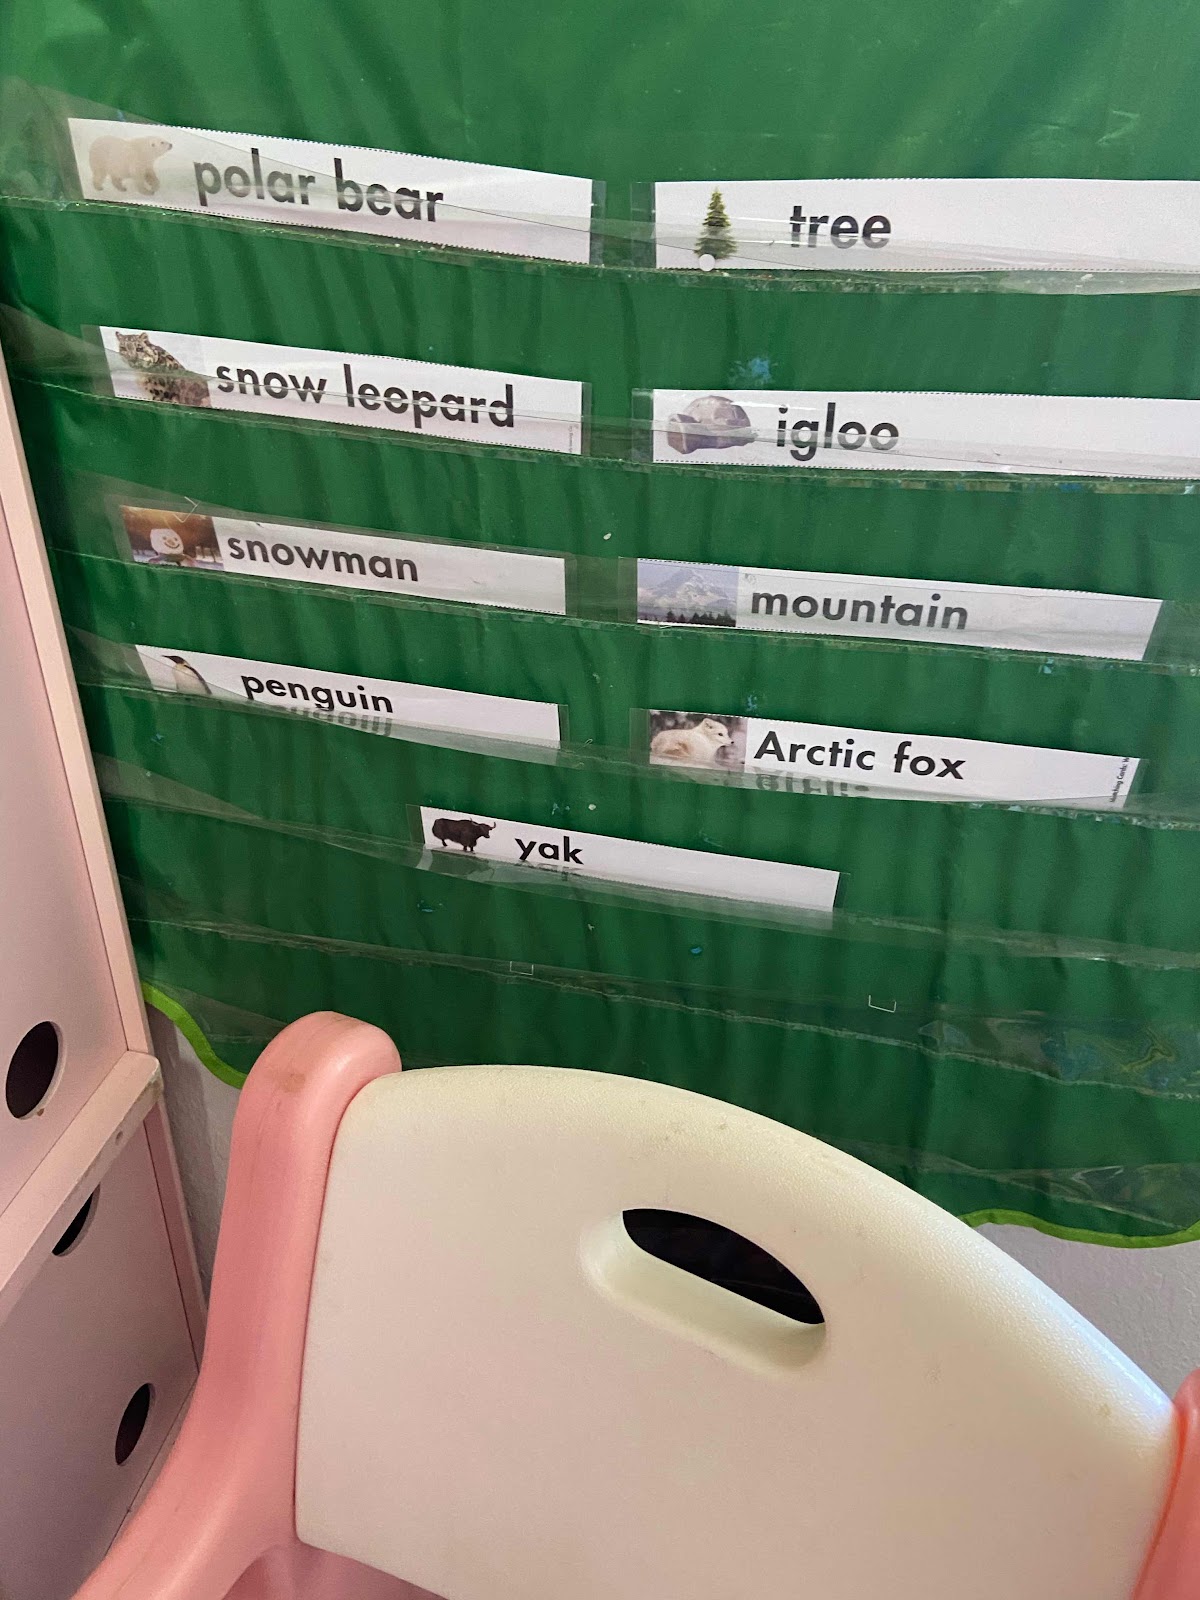 polar bear
tree
snow leopard
igloo
snowman
mountain
penguin
Arctic fox
yak